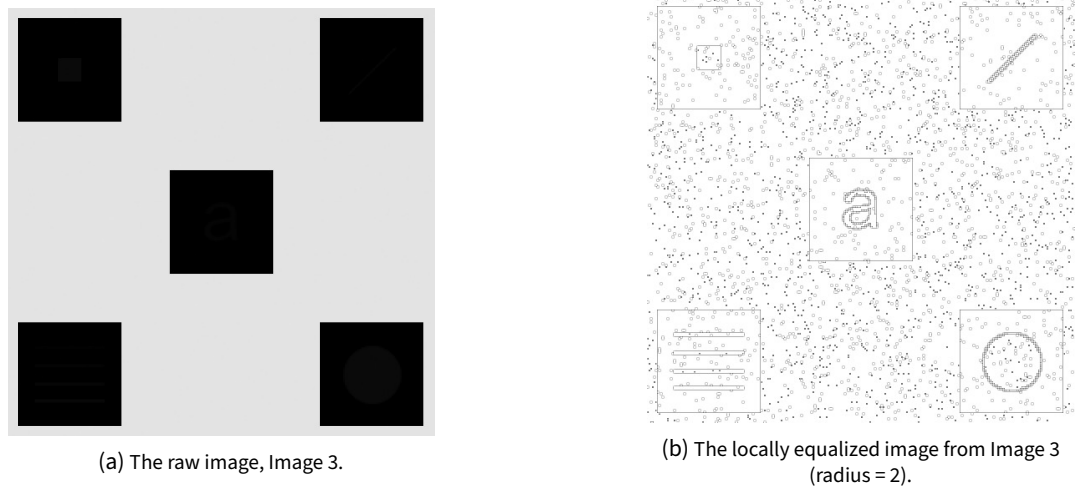 a
a
(a) The raw image, Image 3.
(b) The locally equalized image from Image 3
(radius = 2).